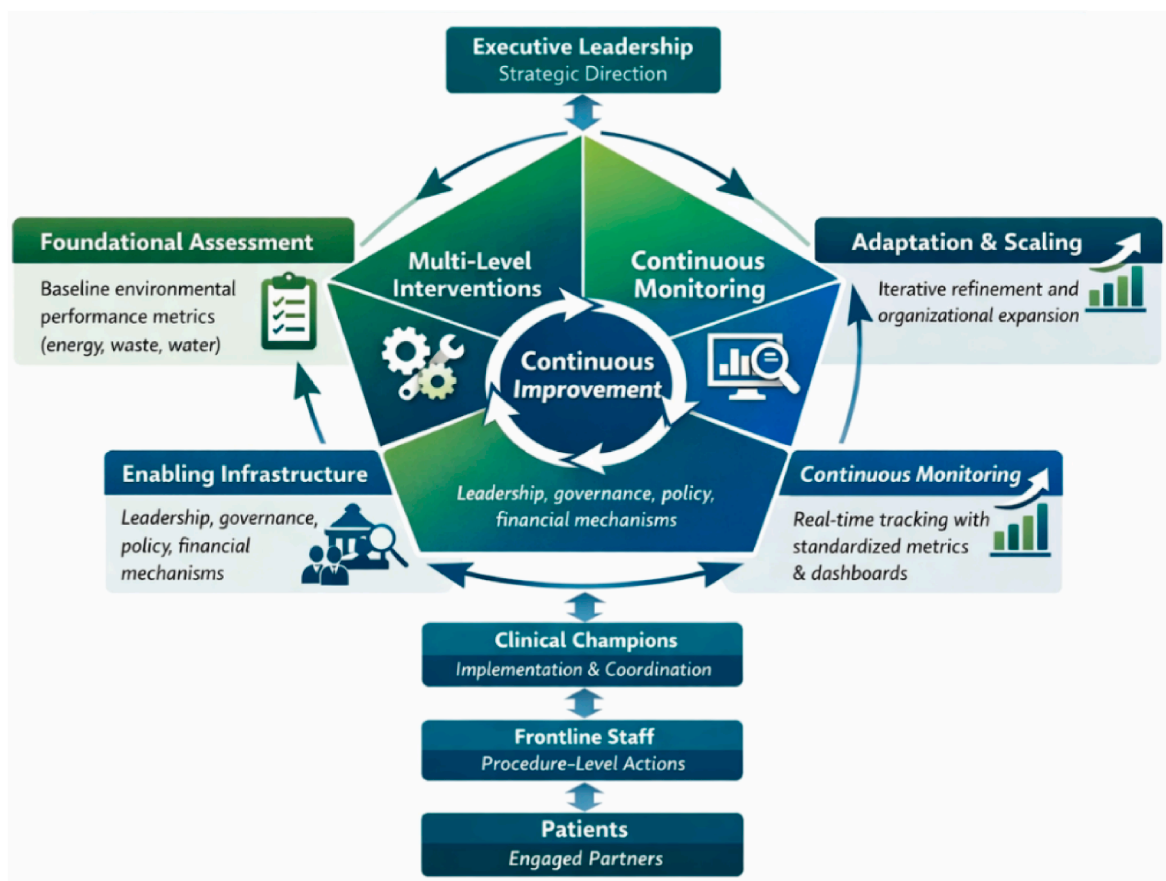 Executive Leadership
Strategic Direction
Foundational Assessment
Baseline environmental
performance metrics
(energy, waste, water)
Multi-Level
Interventions
Continuous
Monitoring
Adaptation & Scaling
Iterative refinement and
organizational expansion
Continuous
Improvement
Enabling Infrastructure
Leadership, governance,
policy, financial
mechanisms
Leadership, governance, policy,
financial mechanisms
Continuous Monitoring
Real-time tracking with
standardized metrics
& dashboards
Clinical Champions
Implementation & Coordination
Frontline Staff
Procedure-Level Actions
Patients
Engaged Partners